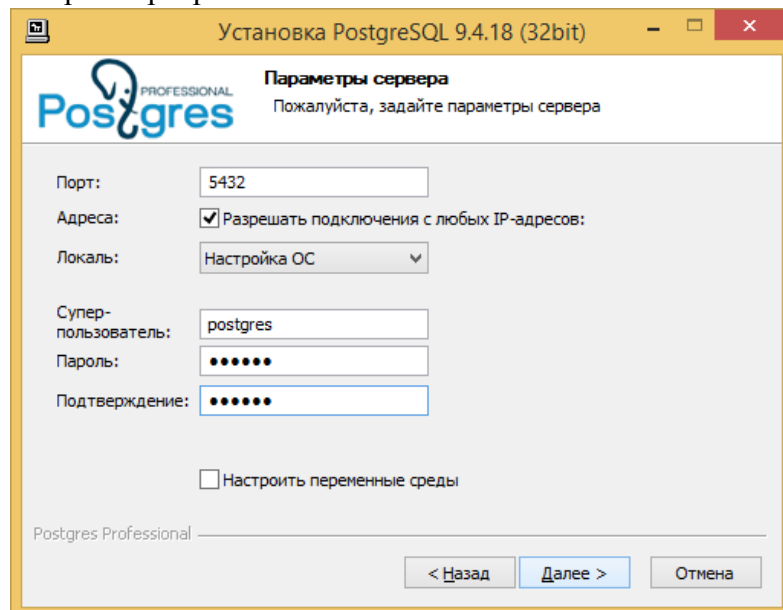 Установка PostgreSQL 9.4.18 (32bit)
PROFESSIONAL
Postgres
Параметры сервера
Пожалуйста, задайте параметры сервера
Порт: 5432
Адреса: Разрешать подключения с любых IP-адресов:
Локаль: Настройка ОС
Супер-
пользователь: postgres
Пароль: ••••••
Подтверждение: ••••••
Настроить переменные среды
Postgres Professional
< Назад Далее > Отмена